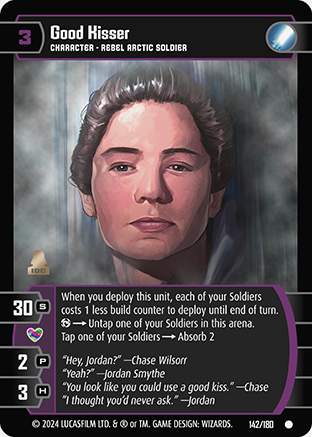 3
Good Kisser
CHARACTER - REBEL ARCTIC SOLDIER
IDC
30 S
When you deploy this unit, each of your Soldiers
costs 1 less build counter to deploy until end of turn.
→ Untap one of your Soldiers in this arena.
Tap one of your Soldiers → Absorb 2
2 P
“Hey, Jordan?” —Chase Wilsorr
“Yeah?” —Jordan Smythe
3 H
“You look like you could use a good kiss.” —Chase
“I thought you’d never ask.” —Jordan
© 2024 LUCASFILM LTD. & ® or TM. GAME DESIGN: WIZARDS. 142/180